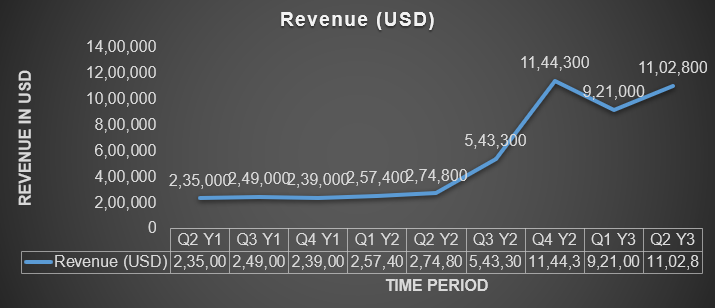 Revenue (USD)
14,00,000
12,00,000
10,00,000
8,00,000
6,00,000
4,00,000
2,00,000
0
REVENUE IN USD
2,35,000 2,49,000 2,39,000 2,57,400 2,74,800 5,43,300 11,44,300 9,21,000 11,02,800
Q2 Y1 Q3 Y1 Q4 Y1 Q1 Y2 Q2 Y2 Q3 Y2 Q4 Y2 Q1 Y3 Q2 Y3
Revenue (USD) 2,35,00 2,49,00 2,39,00 2,57,40 2,74,80 5,43,30 11,44,3 9,21,00 11,02,8
TIME PERIOD